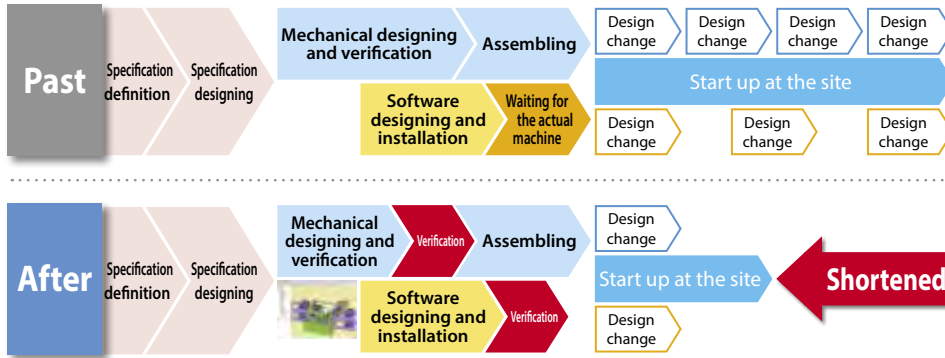 Past
Specification
definition
Specification
designing
Mechanical designing
and verification
Assembling
Software
designing and
installation
Waiting for
the actual
machine
Design
change
Design
change
Design
change
Design
change
Start up at the site
Design
change
Design
change
Design
change
After
Specification
definition
Specification
designing
Mechanical
designing and
verification
Verification
Assembling
Software
designing and
installation
Verification
Design
change
Start up at the site
Design
change
Shortened